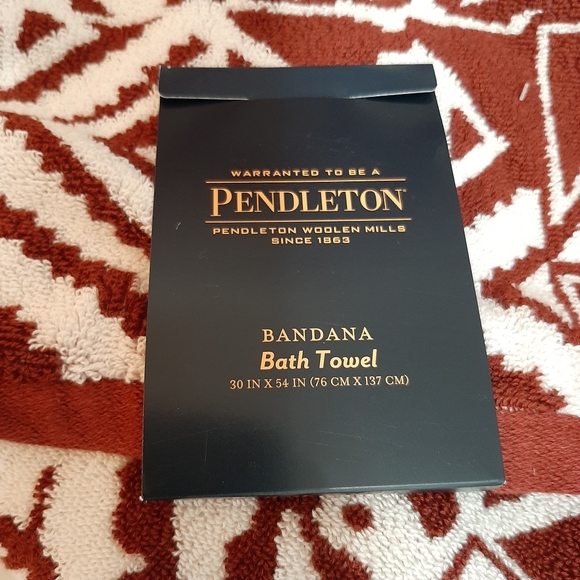 WARRANTED TO BE A
PENDLETON
PENDLETON WOOLEN MILLS
SINCE 1863
BANDANA
Bath Towel
30 IN X 54 IN (76 CM X 137 CM)